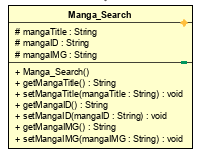 Manga_Search
# mangaTitle : String
# mangaID : String
# mangaIMG : String
+ Manga_Search()
+ getMangaTitle() : String
+ setMangaTitle(mangaTitle : String) : void
+ getMangaID() : String
+ setMangaID(mangaID : String) : void
+ getMangaIMG() : String
+ setMangaIMG(mangaIMG : String) : void